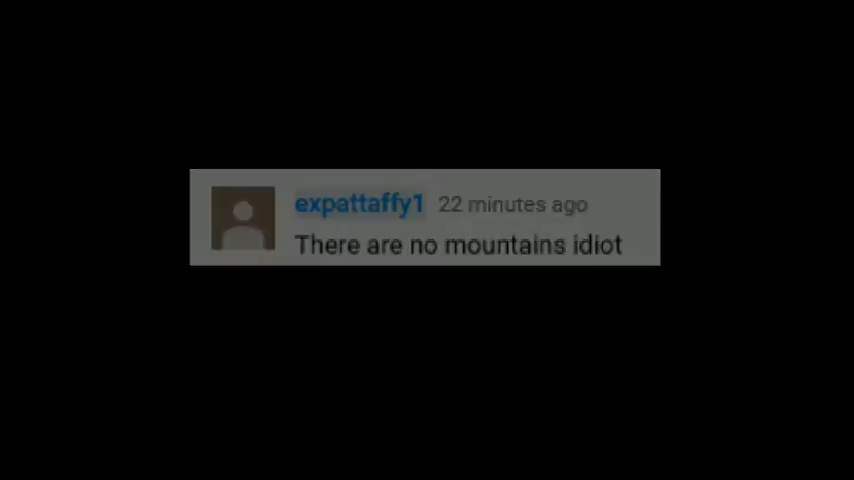 expattaffy1 22 minutes ago
There are no mountains idiot